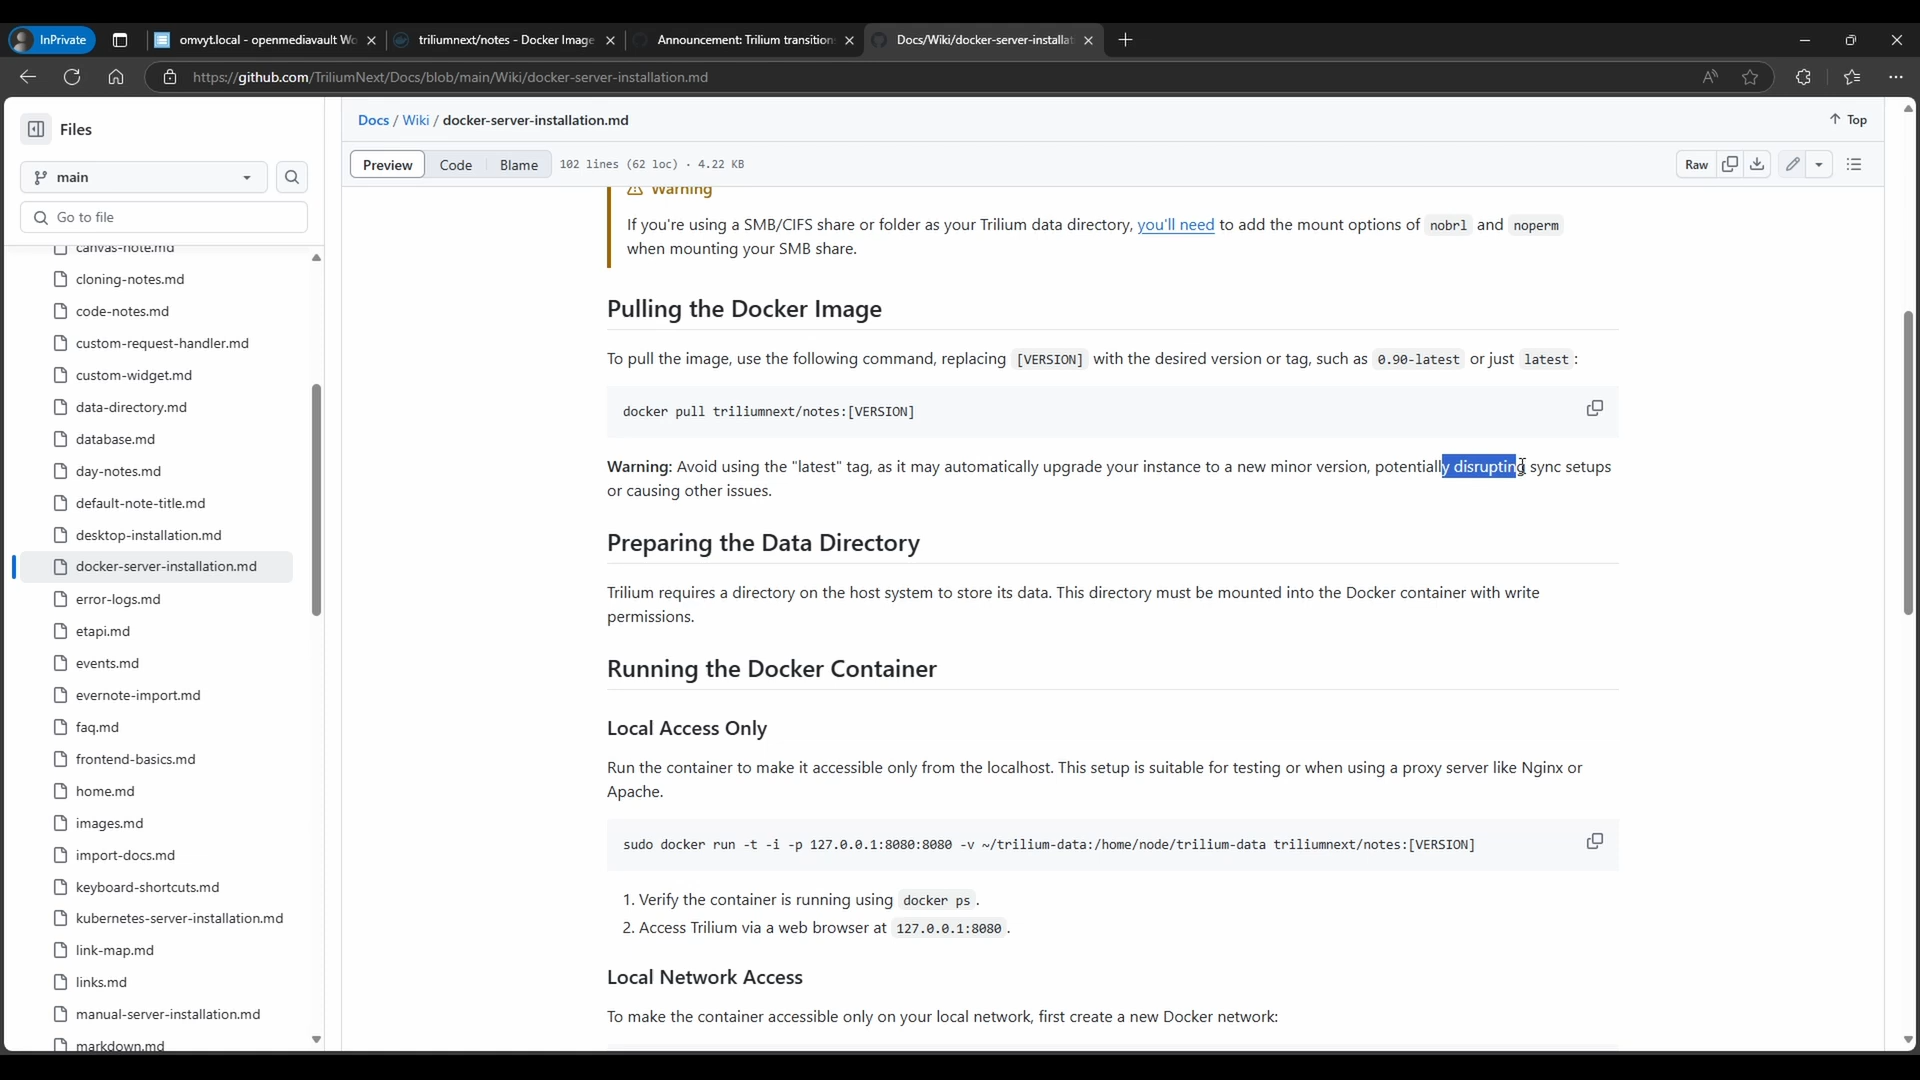 InPrivate
omvyt.local - openmediavault Wo
triliumnext/notes - Docker Image
Announcement: Trilium transition
Docs/Wiki/docker-server-installat
https://github.com/TriliumNext/Docs/blob/main/Wiki/docker-server-installation.md
Files
main
Go to file
canvas-note.md
cloning-notes.md
code-notes.md
custom-request-handler.md
custom-widget.md
data-directory.md
database.md
day-notes.md
default-note-title.md
desktop-installation.md
docker-server-installation.md
error-logs.md
etapi.md
events.md
evernote-import.md
faq.md
frontend-basics.md
home.md
images.md
import-docs.md
keyboard-shortcuts.md
kubernetes-server-installation.md
link-map.md
links.md
manual-server-installation.md
markdown.md
Docs / Wiki / docker-server-installation.md
Top
Preview Code Blame 102 lines (62 loc) · 4.22 KB
Raw
Warning
If you're using a SMB/CIFS share or folder as your Trilium data directory, you'll need to add the mount options of nobrl and noperm
when mounting your SMB share.
Pulling the Docker Image
To pull the image, use the following command, replacing [VERSION] with the desired version or tag, such as 0.90-latest or just latest :
docker pull triliumnext/notes:[VERSION]
Warning: Avoid using the "latest" tag, as it may automatically upgrade your instance to a new minor version, potentially disrupting sync setups
or causing other issues.
Preparing the Data Directory
Trilium requires a directory on the host system to store its data. This directory must be mounted into the Docker container with write
permissions.
Running the Docker Container
Local Access Only
Run the container to make it accessible only from the localhost. This setup is suitable for testing or when using a proxy server like Nginx or
Apache.
sudo docker run -t -i -p 127.0.0.1:8080:8080 -v ~/trilium-data:/home/node/trilium-data triliumnext/notes:[VERSION]
1. Verify the container is running using docker ps .
2. Access Trilium via a web browser at 127.0.0.1:8080 .
Local Network Access
To make the container accessible only on your local network, first create a new Docker network: